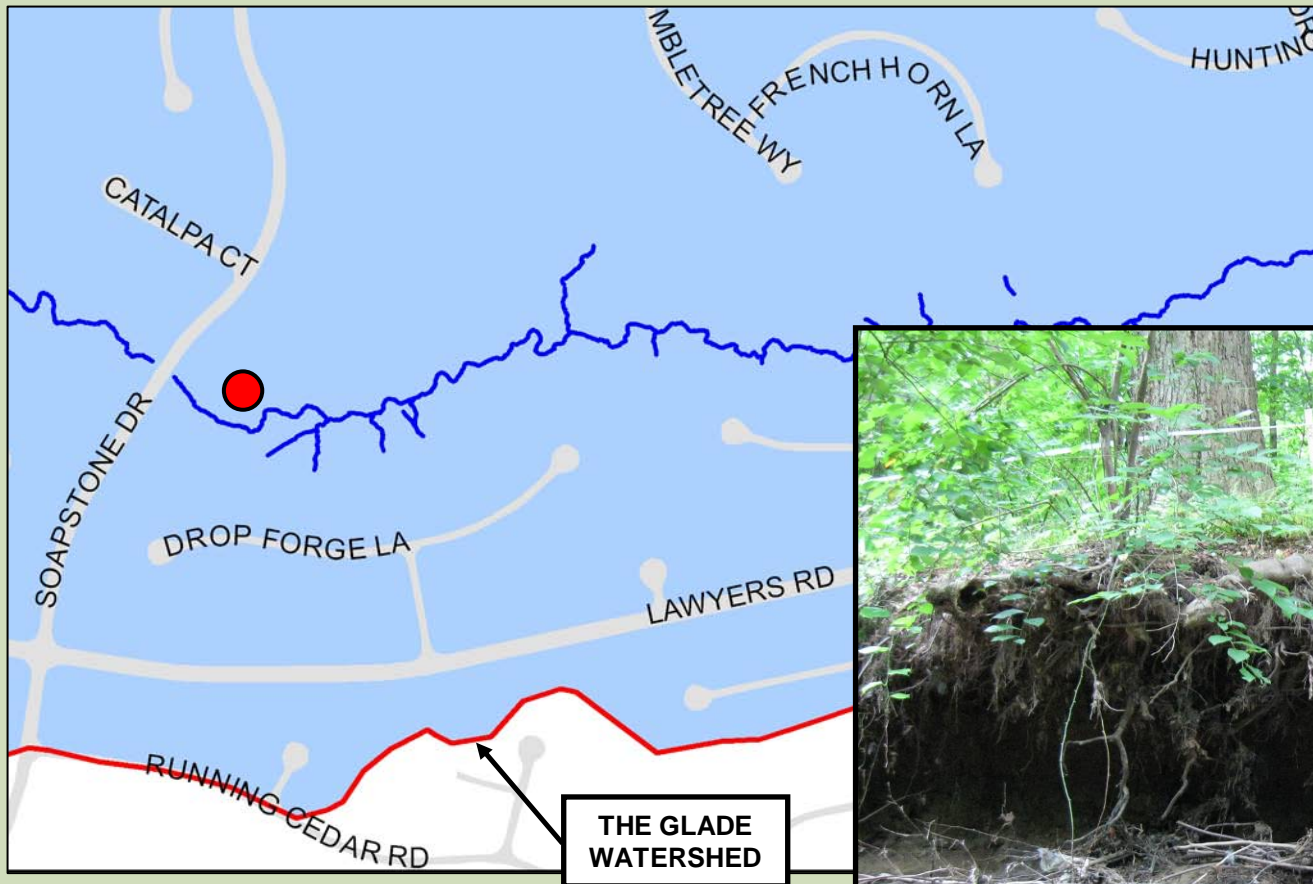 MBLETREE WY
FRENCH HORN LA
HUNTING
CATALPA CT
SOAPSTONE DR
DROP FORGE LA
LAWYERS RD
RUNNING CEDAR RD
THE GLADE
WATERSHED